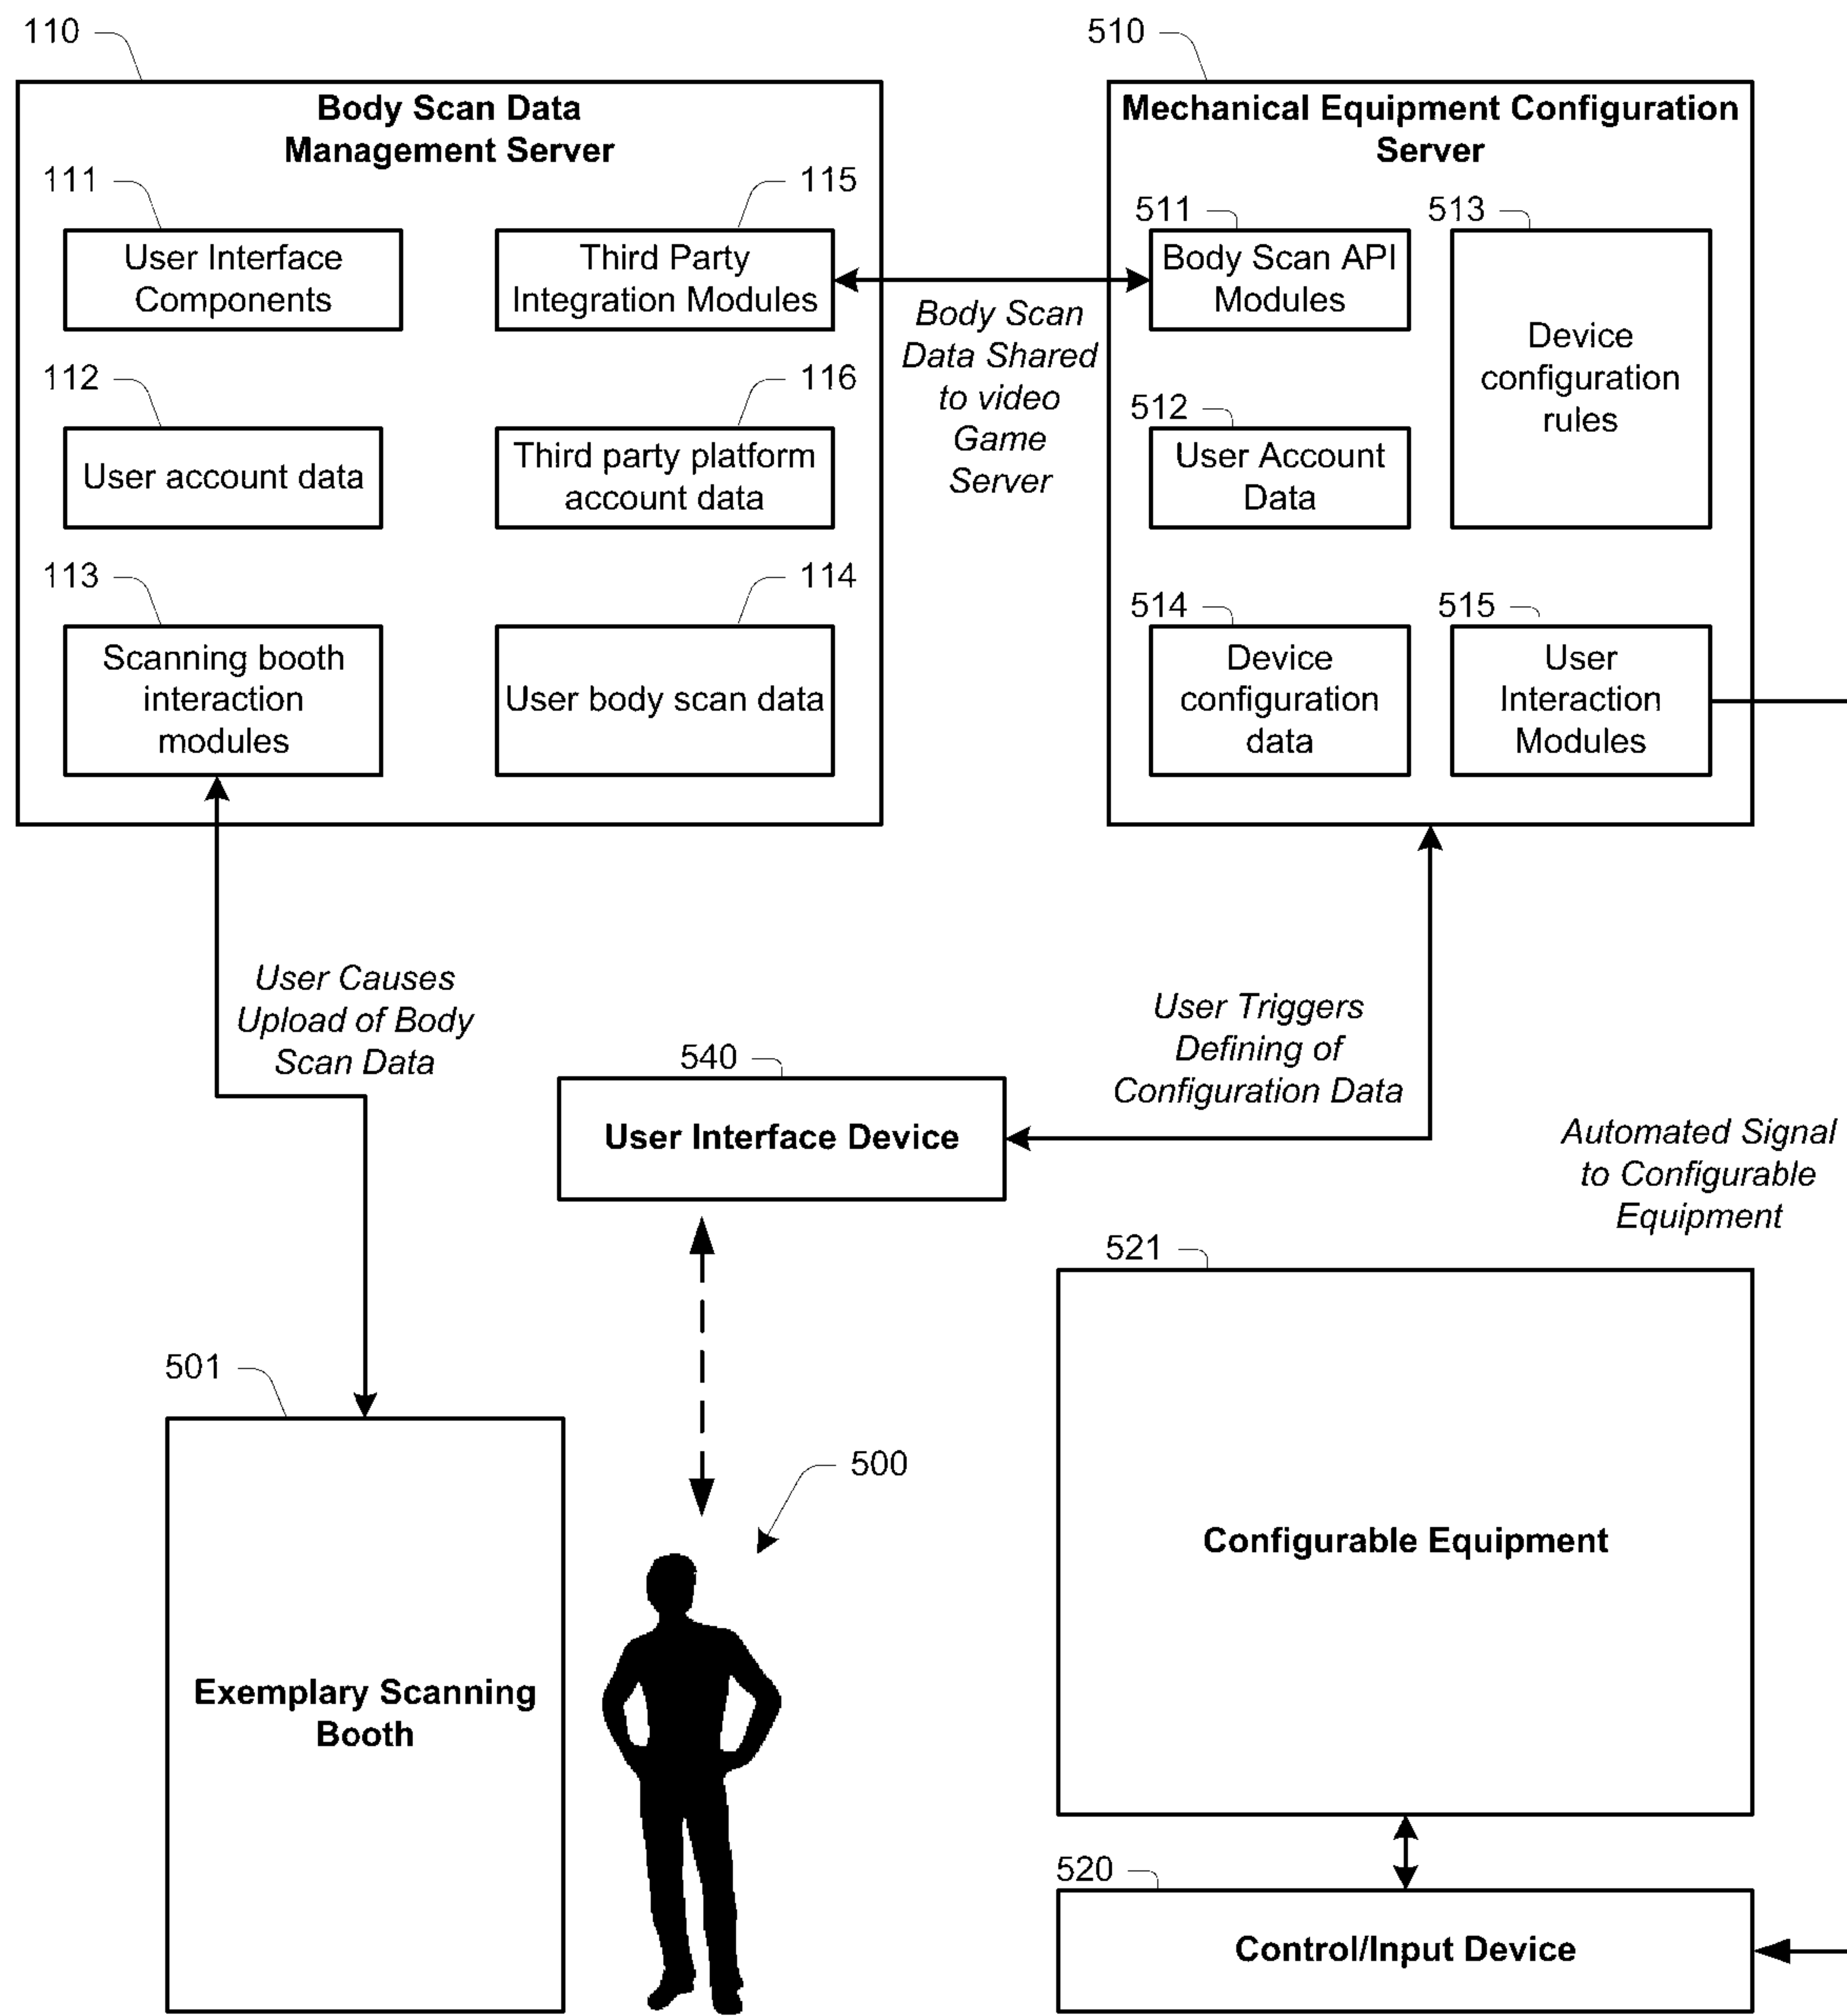 110
Body Scan Data
Management Server
111
User Interface
Components
115
Third Party
Integration Modules
112
User account data
116
Third party platform
account data
113
Scanning booth
interaction
modules
114
User body scan data
Body Scan
Data Shared
to video
Game
Server
510
Mechanical Equipment Configuration
Server
511
Body Scan API
Modules
513
Device
configuration
rules
512
User Account
Data
514
Device
configuration
data
515
User
Interaction
Modules
User Causes
Upload of Body
Scan Data
User Triggers
Defining of
Configuration Data
540
User Interface Device
Automated Signal
to Configurable
Equipment
521
Configurable Equipment
501
Exemplary Scanning
Booth
500
520
Control/Input Device